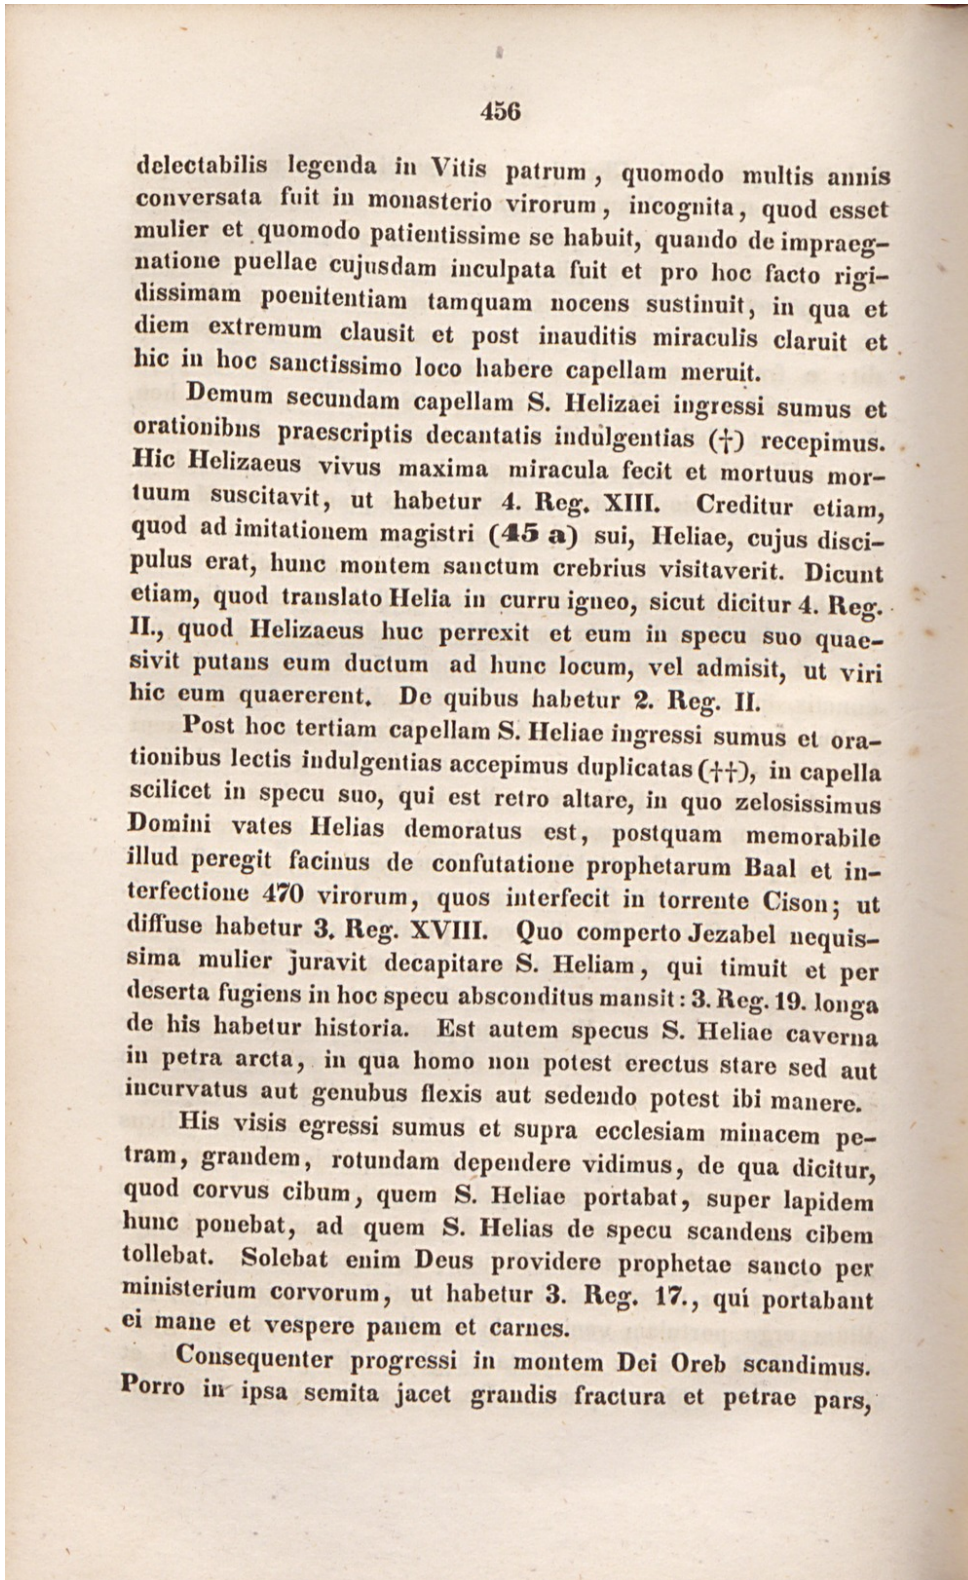 456
delectabilis legenda in Vitis patrum, quomodo multis annis
conversata fuit in monasterio virorum, incognita, quod esset
mulier et quomodo patientissime se habuit, quando de impraeg-
natione puellae cujusdam inculpata fuit et pro hoc facto rigi-
dissimam poenitentiam tamquam nocens sustinuit, in qua et
diem extremum clausit et post inauditis miraculis claruit et
hic in hoc sanctissimo loco habere capellam meruit.
Demum secundam capellam S. Helizaei ingressi sumus et
orationibns praescriptis decantatis indulgentias (†) recepimus.
Hic Helizaeus vivus maxima miracula fecit et mortuus mor-
tuum suscitavit, ut habetur 4. Reg. XIII. Creditur etiam,
quod ad imitationem magistri (45 a) sui, Heliae, cujus disci-
pulus erat, hunc montem sanctum crebrius visitaverit. Dicunt
etiam, quod translato Helia in curru igneo, sicut dicitur 4. Reg.
II., quod Helizaeus huc perrexit et eum in specu suo quae-
sivit putans eum ductum ad hunc locum, vel admisit, ut viri
hic eum quaererent. De quibus habetur 2. Reg. II.
Post hoc tertiam capellam S. Heliae ingressi sumus et ora-
tionibus lectis indulgentias accepimus duplicatas (††), in capella
scilicet in specu suo, qui est retro altare, in quo zelosissimus
Domini vates Helias demoratus est, postquam memorabile
illud peregit facinus de confutatione prophetarum Baal et in-
terfectione 470 virorum, quos interfecit in torrente Cison; ut
diffuse habetur 3. Reg. XVIII. Quo comperto Jezabel nequis-
sima mulier juravit decapitare S. Heliam, qui timuit et per
deserta fugiens in hoc specu absconditus mansit: 3. Reg. 19. longa
de his habetur historia. Est autem specus S. Heliae caverna
in petra arcta, in qua homo non potest erectus stare sed aut
incurvatus aut genubus flexis aut sedendo potest ibi manere.
His visis egressi sumus et supra ecclesiam minacem pe-
tram, grandem, rotundam dependere vidimus, de qua dicitur,
quod corvus cibum, quem S. Heliae portabat, super lapidem
hunc ponebat, ad quem S. Helias de specu scandens cibem
tollebat. Solebat enim Deus providere prophetae sancto per
ministerium corvorum, ut habetur 3. Reg. 17., qui portabant
ei mane et vespere panem et carnes.
Consequenter progressi in montem Dei Oreb scandimus.
Porro in ipsa semita jacet grandis fractura et petrae pars,